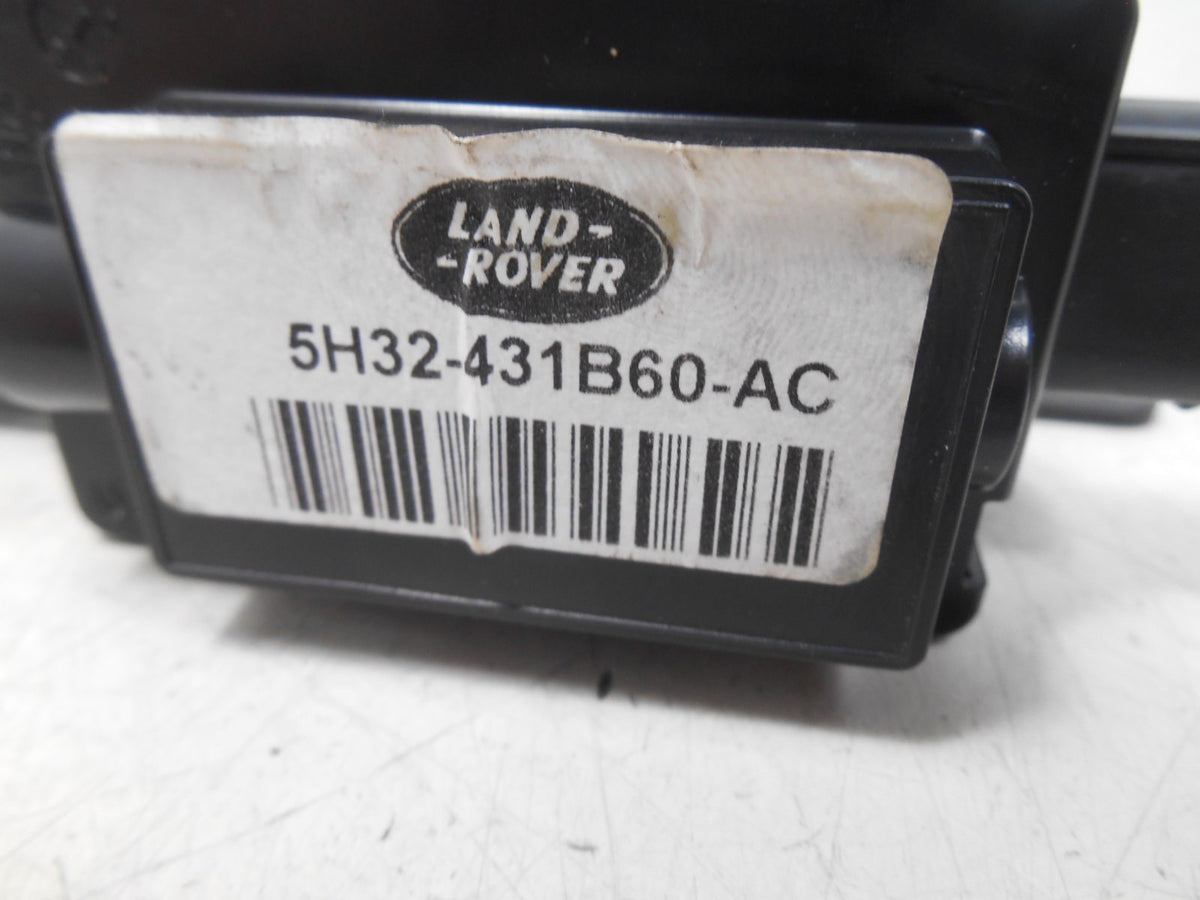 LAND-
-ROVER
5H32-431B60-AC